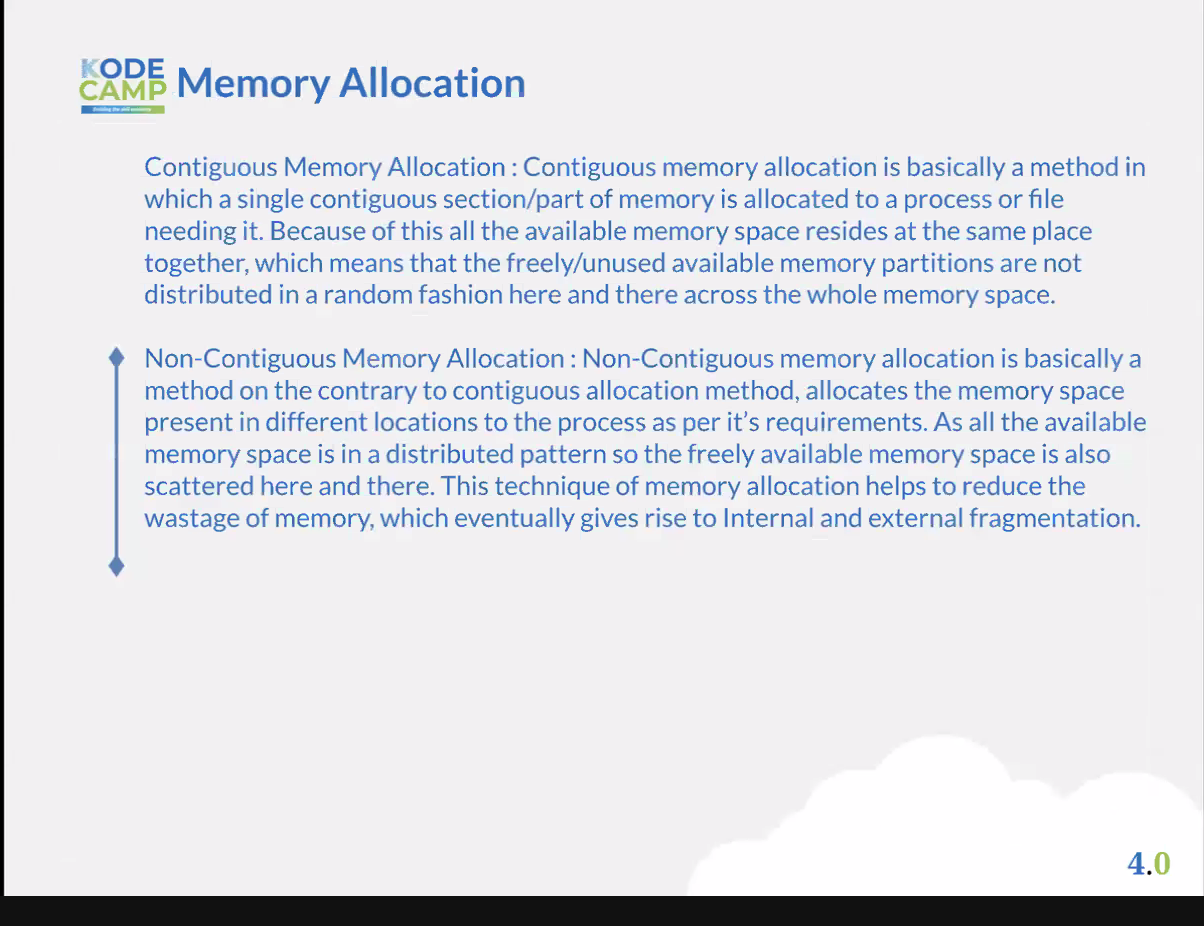 KODE
CAMP
Building the skill economy
Memory Allocation
Contiguous Memory Allocation : Contiguous memory allocation is basically a method in
which a single contiguous section/part of memory is allocated to a process or file
needing it. Because of this all the available memory space resides at the same place
together, which means that the freely/unused available memory partitions are not
distributed in a random fashion here and there across the whole memory space.
Non-Contiguous Memory Allocation : Non-Contiguous memory allocation is basically a
method on the contrary to contiguous allocation method, allocates the memory space
present in different locations to the process as per it’s requirements. As all the available
memory space is in a distributed pattern so the freely available memory space is also
scattered here and there. This technique of memory allocation helps to reduce the
wastage of memory, which eventually gives rise to Internal and external fragmentation.
4.0